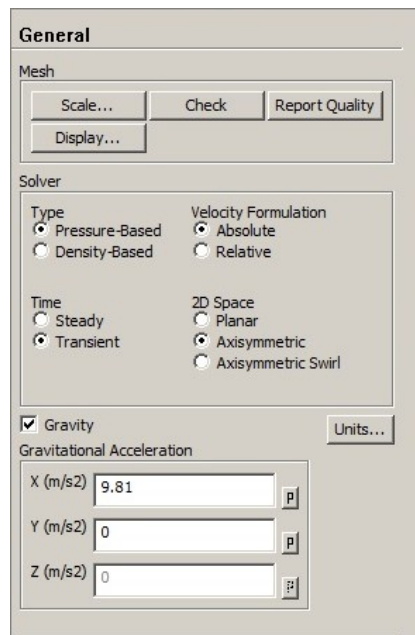 General
Mesh
Scale... Check Report Quality
Display...
Solver
Type Velocity Formulation
Pressure-Based Absolute
Density-Based Relative
Time 2D Space
Steady Planar
Transient Axisymmetric
Axisymmetric Swirl
Gravity Units...
Gravitational Acceleration
X (m/s2) 9.81 P
Y (m/s2) 0 P
Z (m/s2) 0 P